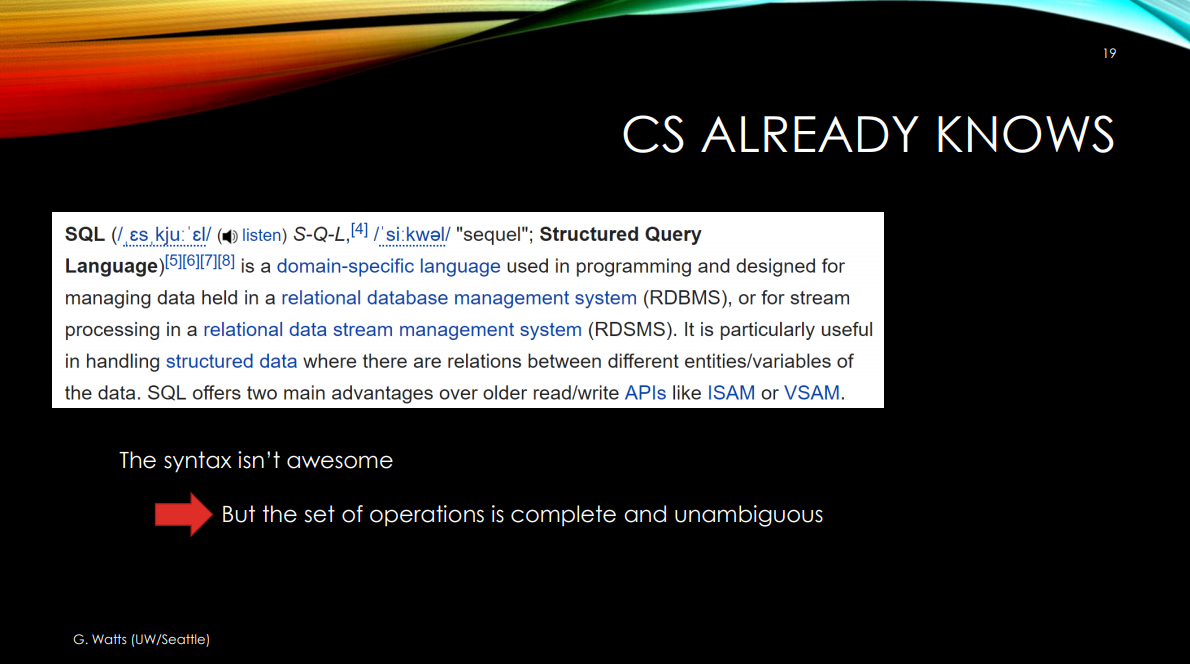 19
CS ALREADY KNOWS
SQL (/ˌɛsˌkjuːˈɛl/ (listen) S-Q-L,[4] /ˈsiːkwəl/ "sequel"; Structured Query
Language)[5][6][7][8] is a domain-specific language used in programming and designed for
managing data held in a relational database management system (RDBMS), or for stream
processing in a relational data stream management system (RDSMS). It is particularly useful
in handling structured data where there are relations between different entities/variables of
the data. SQL offers two main advantages over older read/write APIs like ISAM or VSAM.
The syntax isn’t awesome
But the set of operations is complete and unambiguous
G. Watts (UW/Seattle)